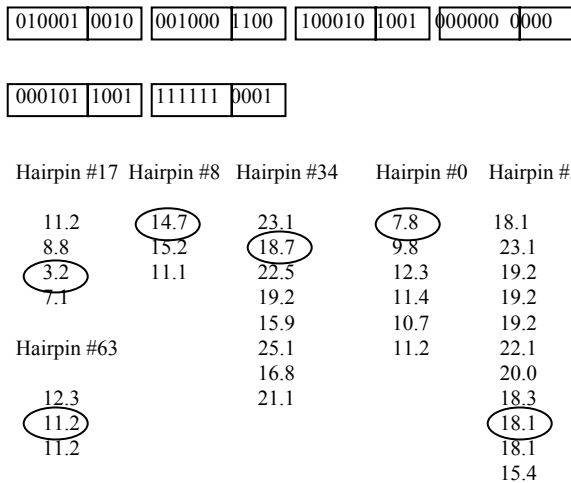 010001 0010 001000 1100 100010 1001 000000 0000
000101 1001 111111 0001
Hairpin #17 Hairpin #8 Hairpin #34 Hairpin #0 Hairpin #
11.2 14.7 23.1 7.8 18.1
8.8 15.2 18.7 9.8 23.1
3.2 11.1 22.5 12.3 19.2
7.1 19.2 11.4 19.2
15.9 10.7 19.2
Hairpin #63 25.1 11.2 22.1
16.8 20.0
12.3 21.1 18.3
11.2 18.1
11.2 18.1
15.4